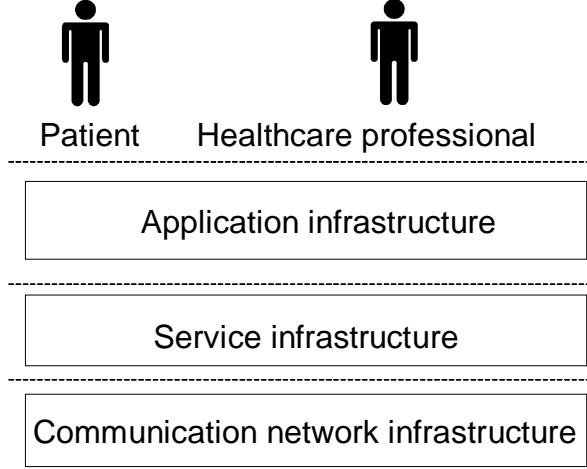 Patient Healthcare professional
Application infrastructure
Service infrastructure
Communication network infrastructure